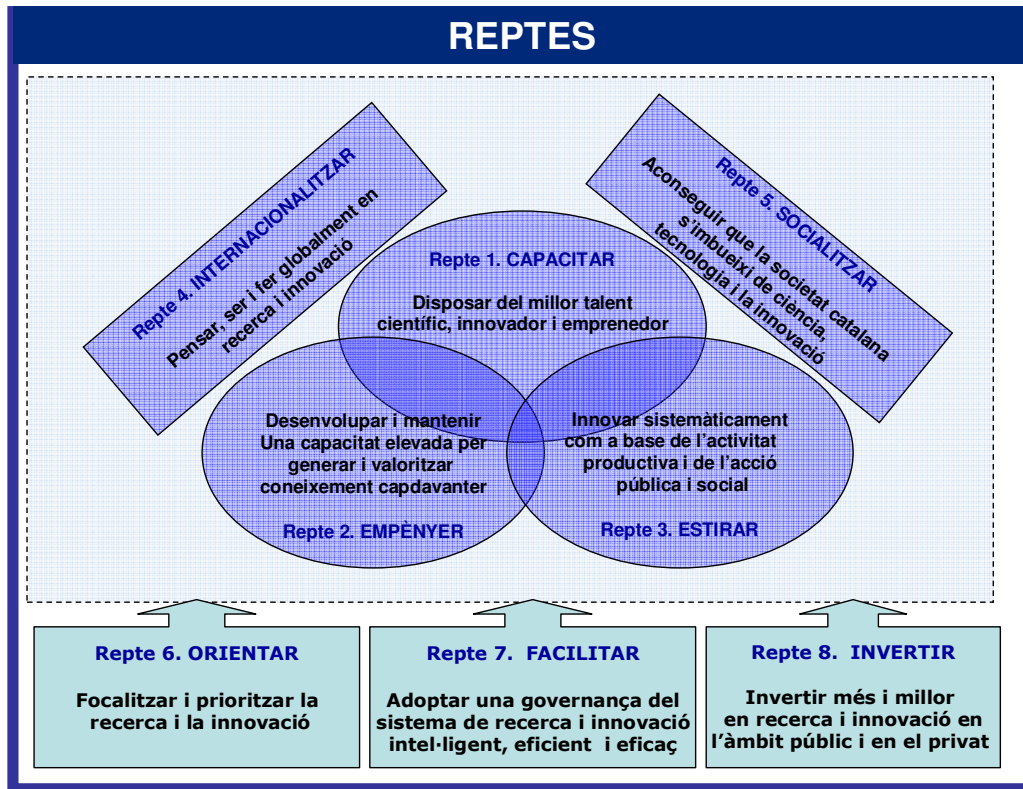 REPTES
Repte 4. INTERNACIONALITZAR
Pensar, ser i fer globalment en
recerca i innovació
Repte 5. SOCIALITZAR
Aconseguir que la societat catalana
s'imbueixi de ciència,
tecnologia i la innovació
Repte 1. CAPACITAR
Disposar del millor talent
científic, innovador i emprenedor
Desenvolupar i mantenir
Una capacitat elevada per
generar i valoritzar
coneixement capdavanter
Repte 2. EMPÈNYER
Innovar sistemàticament
com a base de l'activitat
productiva i de l'acció
pública i social
Repte 3. ESTIRAR
Repte 6. ORIENTAR
Focalitzar i prioritzar la
recerca i la innovació
Repte 7. FACILITAR
Adoptar una governança del
sistema de recerca i innovació
intel·ligent, eficient i eficaç
Repte 8. INVERTIR
Invertir més i millor
en recerca i innovació en
l'àmbit públic i en el privat